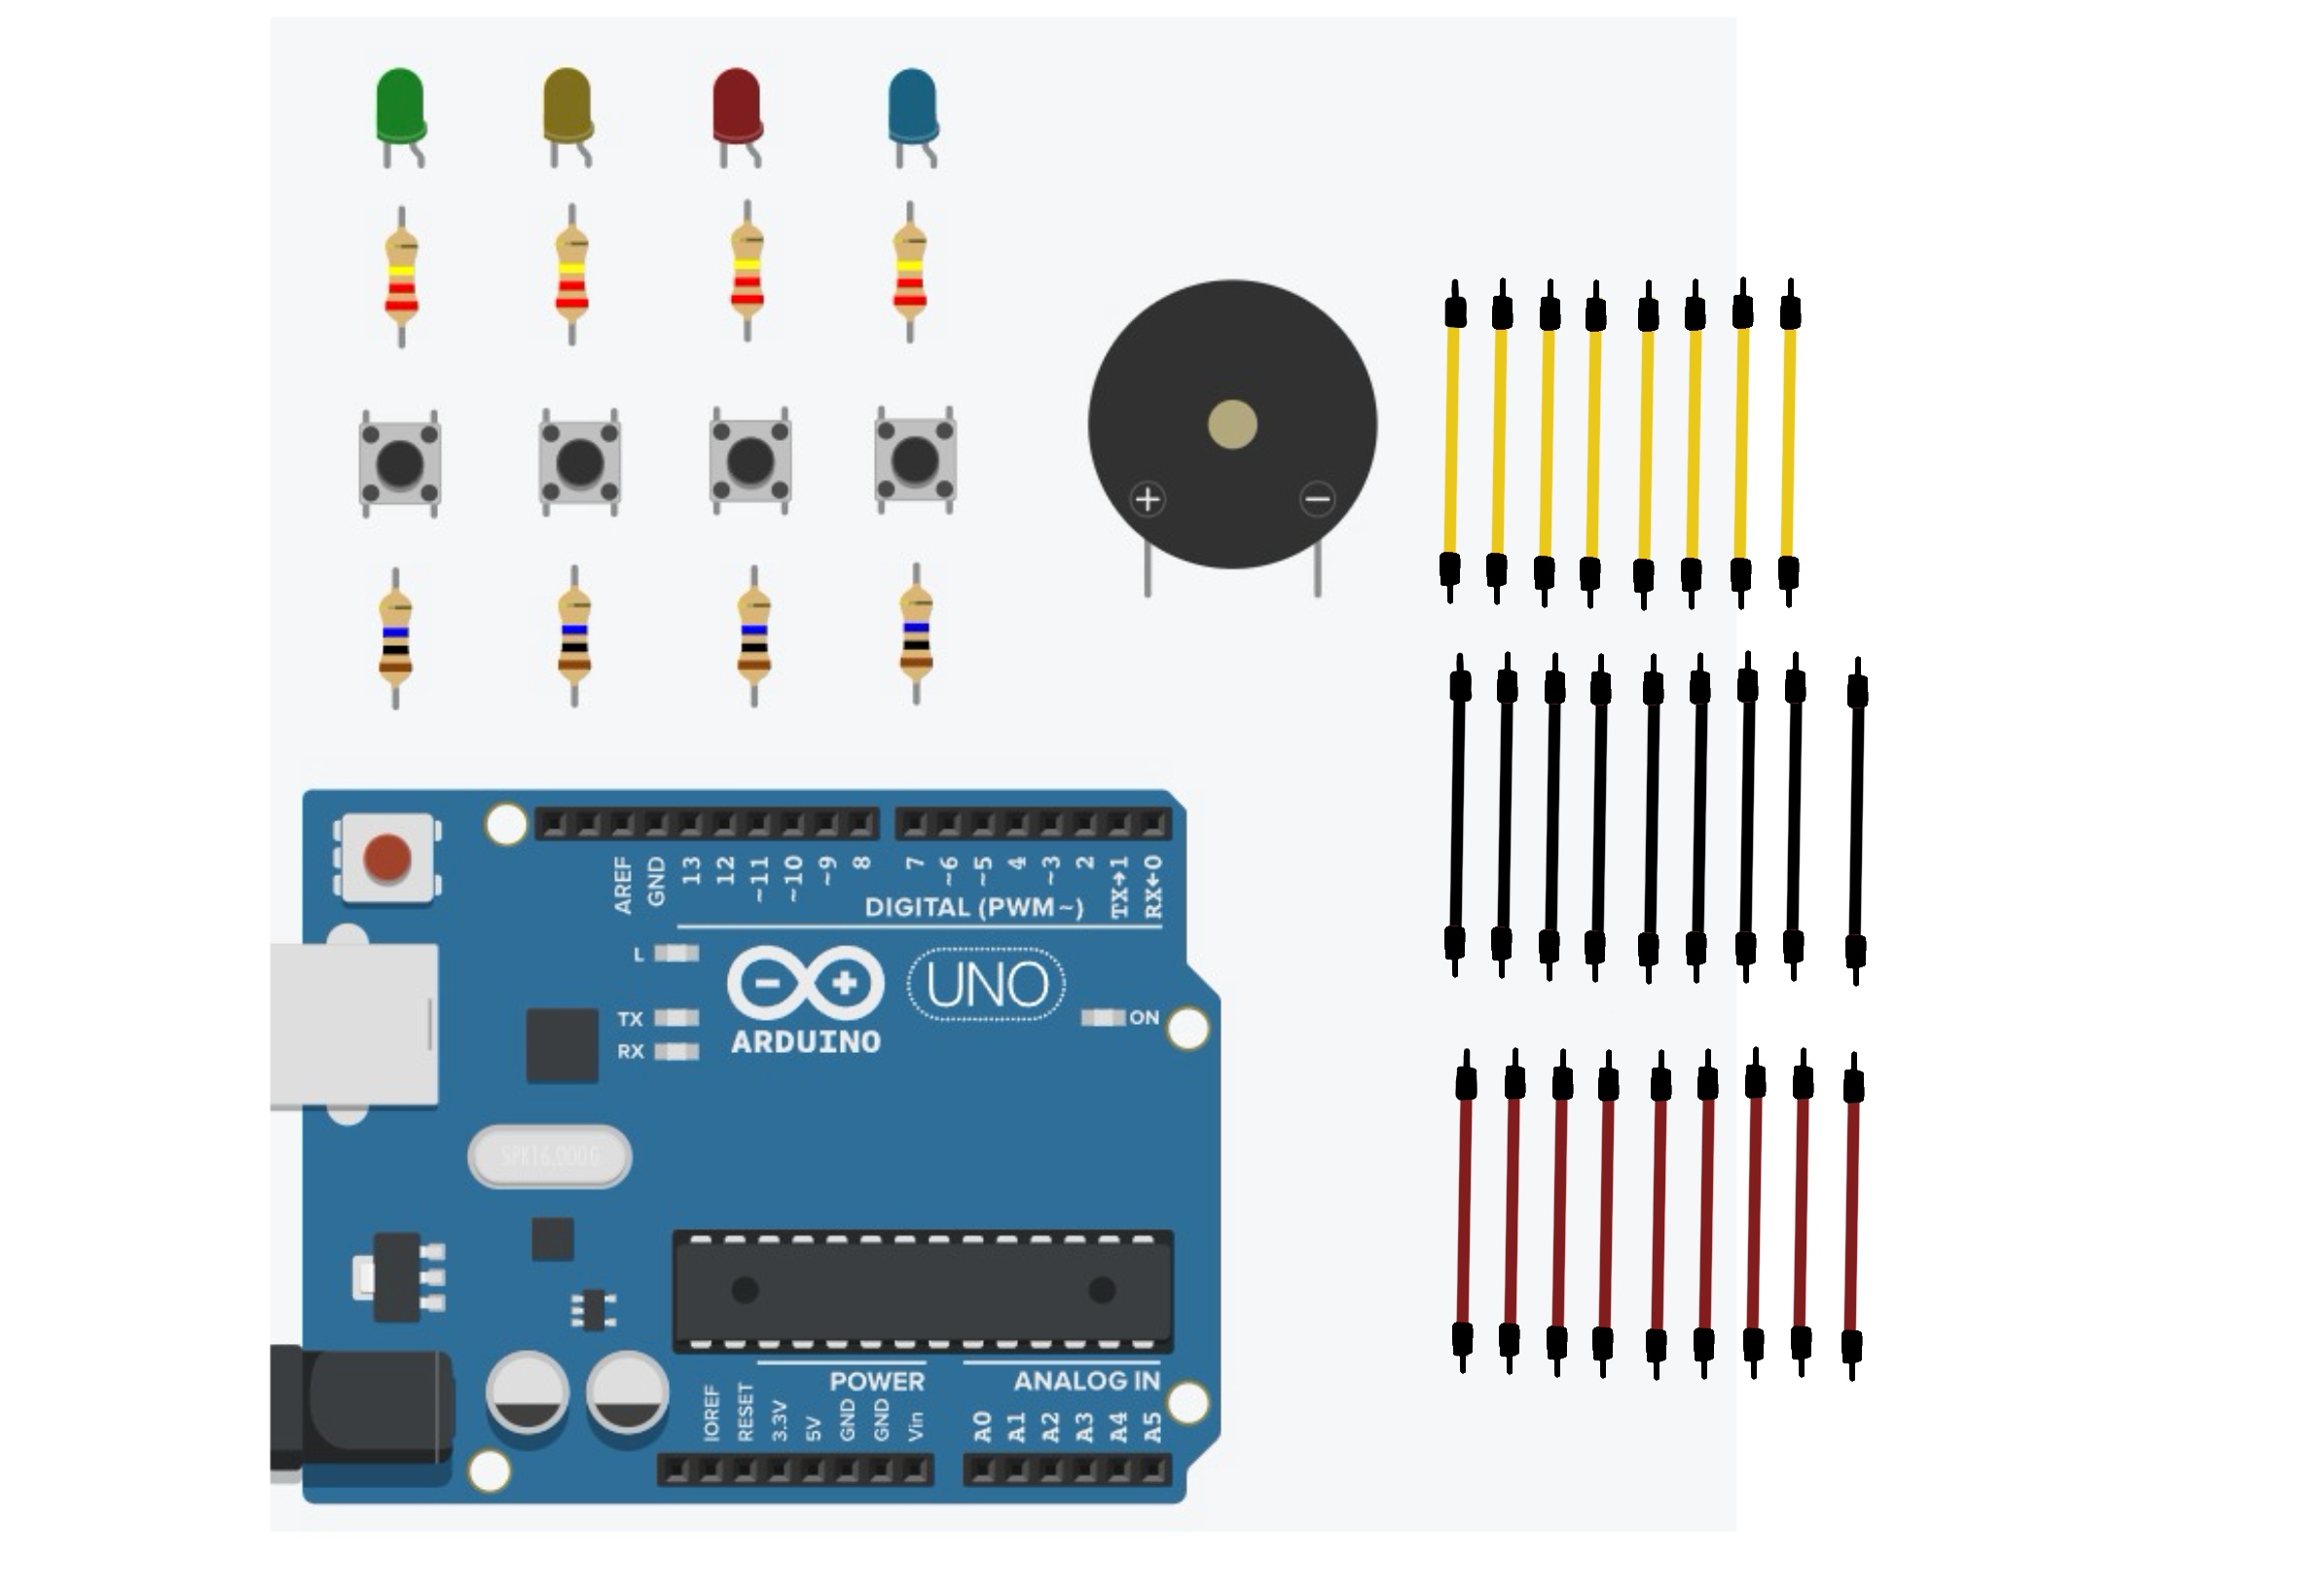 + −
AREF GND 13 12 ~11 ~10 ~9 8 7 ~6 ~5 4 ~3 2 TX→1 RX←0
DIGITAL (PWM~)
L
TX
RX
- +
ARDUINO
UNO
ON
SPK16.000G
POWER
ANALOG IN
IOREF RESET 3.3V 5V GND GND Vin A0 A1 A2 A3 A4 A5